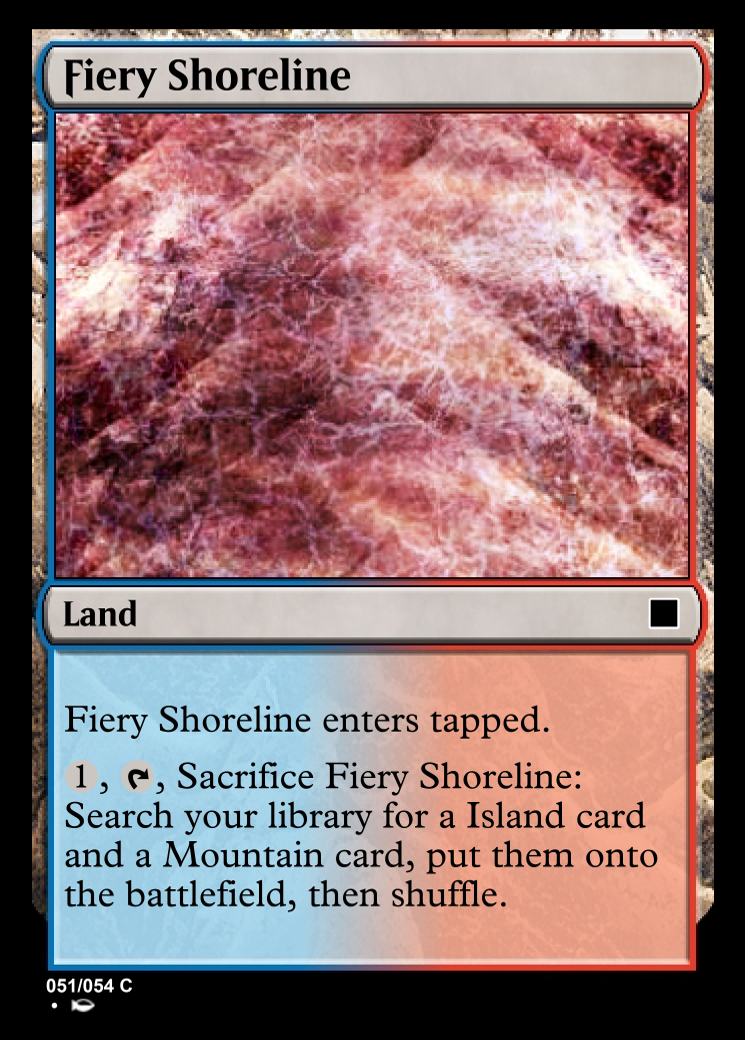 Fiery Shoreline
Land
Fiery Shoreline enters tapped.
1, , Sacrifice Fiery Shoreline:
Search your library for a Island card
and a Mountain card, put them onto
the battlefield, then shuffle.
051/054 C
•